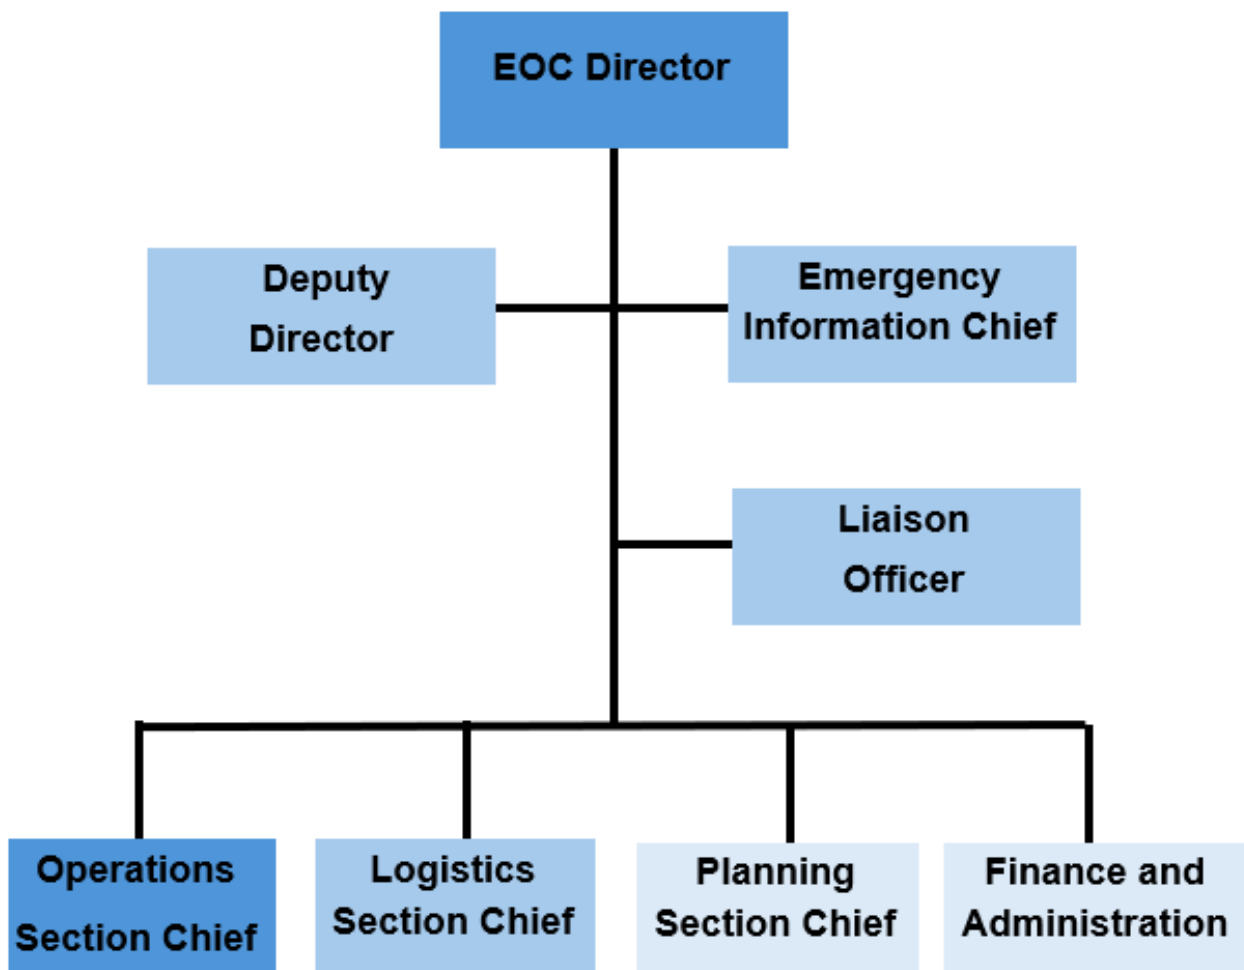 EOC Director
Deputy
Director
Emergency
Information Chief
Liaison
Officer
Operations
Section Chief
Logistics
Section Chief
Planning
Section Chief
Finance and
Administration